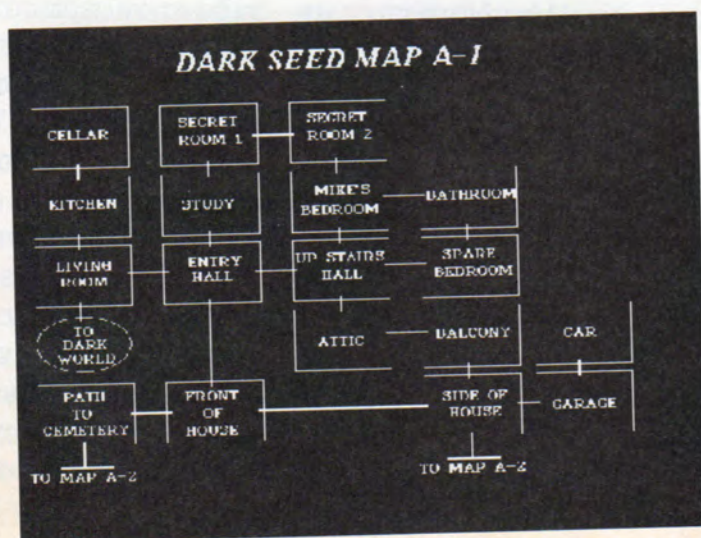 DARK SEED MAP A-1
CELLAR
SECRET
ROOM 1
SECRET
ROOM 2
KITCHEN
STUDY
MIKE'S
BEDROOM
BATHROOM
LIVING
ROOM
ENTRY
HALL
UP STAIRS
HALL
SPARE
BEDROOM
TO
DARK
WORLD
ATTIC
BALCONY
CAR
PATH
TO
CEMETERY
FRONT
OF
HOUSE
SIDE OF
HOUSE
GARAGE
TO MAP A-2
TO MAP A-2